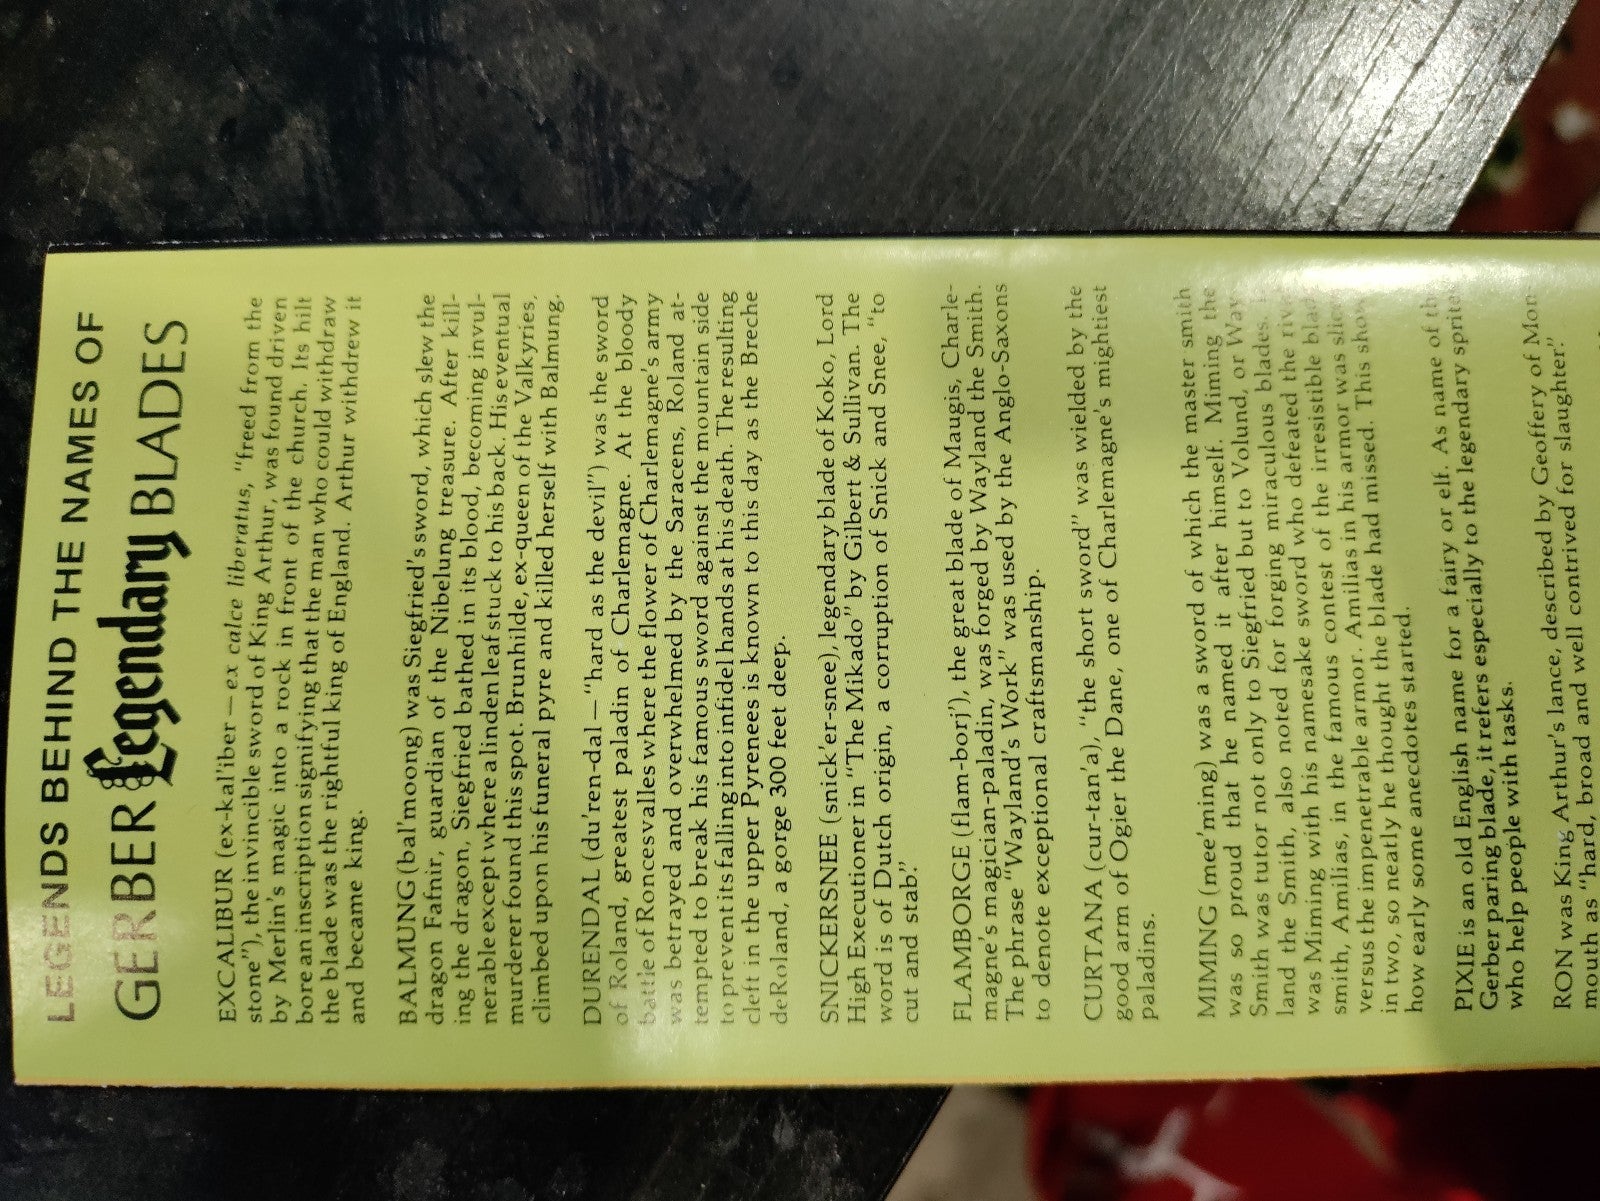 LEGENDS BEHIND THE NAMES OF
GERBER Legendary BLADES
EXCALIBUR (ex-kal'iber — ex calce liberatus, "freed from the
stone"), the invincible sword of King Arthur, was found driven
by Merlin's magic into a rock in front of the church. Its hilt
bore an inscription signifying that the man who could withdraw
the blade was the rightful king of England. Arthur withdrew it
and became king.
BALMUNG (bal'moong) was Siegfried's sword, which slew the
dragon Fafnir, guardian of the Nibelung treasure. After kill-
ing the dragon, Siegfried bathed in its blood, becoming invul-
nerable except where a linden leaf stuck to his back. His eventual
murderer found this spot. Brunhilde, ex-queen of the Valkyries,
climbed upon his funeral pyre and killed herself with Balmung.
DURENDAL (du'ren-dal — "hard as the devil") was the sword
of Roland, greatest paladin of Charlemagne. At the bloody
battle of Roncesvalles where the flower of Charlemagne's army
was betrayed and overwhelmed by the Saracens, Roland at-
tempted to break his famous sword against the mountain side
to prevent its falling into infidel hands at his death. The resulting
cleft in the upper Pyrenees is known to this day as the Breche
deRoland, a gorge 300 feet deep.
SNICKERSNEE (snick'er-snee), legendary blade of Koko, Lord
High Executioner in "The Mikado" by Gilbert & Sullivan. The
word is of Dutch origin, a corruption of Snick and Snee, "to
cut and stab."
FLAMBORGE (flam-borj'), the great blade of Maugis, Charle-
magne's magician-paladin, was forged by Wayland the Smith.
The phrase "Wayland's Work" was used by the Anglo-Saxons
to denote exceptional craftsmanship.
CURTANA (cur-tan'a), "the short sword" was wielded by the
good arm of Ogier the Dane, one of Charlemagne's mightiest
paladins.
MIMING (mee'ming) was a sword of which the master smith
was so proud that he named it after himself. Miming the
Smith was tutor not only to Siegfried but to Volund, or Way-
land the Smith, also noted for forging miraculous blades.
was Miming with his namesake sword who defeated the rival
smith, Amilias, in the famous contest of the irresistible blade
versus the impenetrable armor. Amilias in his armor was sliced
in two, so neatly he thought the blade had missed. This shows
how early some anecdotes started.
PIXIE is an old English name for a fairy or elf. As name of the
Gerber paring blade, it refers especially to the legendary sprites
who help people with tasks.
RON was King Arthur's lance, described by Geoffery of Mon-
mouth as "hard, broad and well contrived for slaughter."